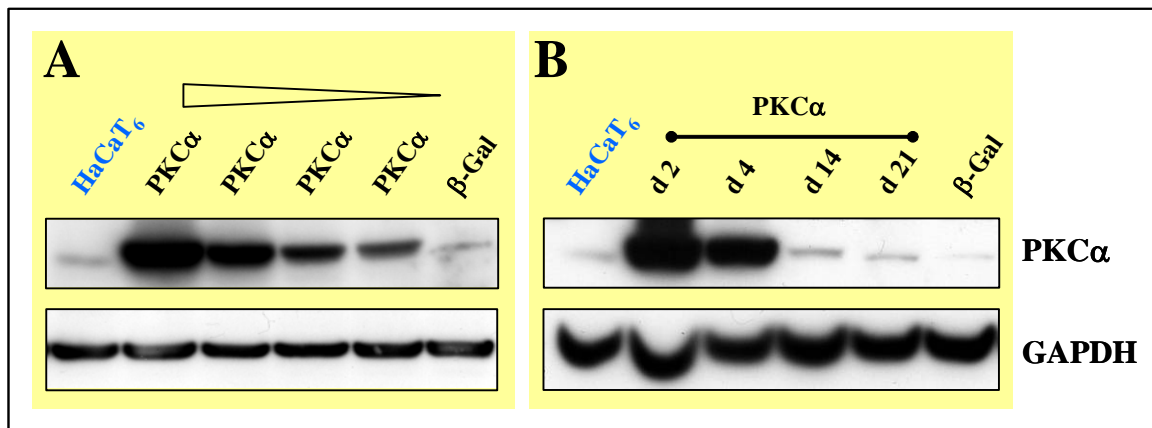 A
HaCaT6
PKCα
PKCα
PKCα
PKCα
β-Gal
B
PKCα
HaCaT6
d 2
d 4
d 14
d 21
β-Gal
PKCα
GAPDH